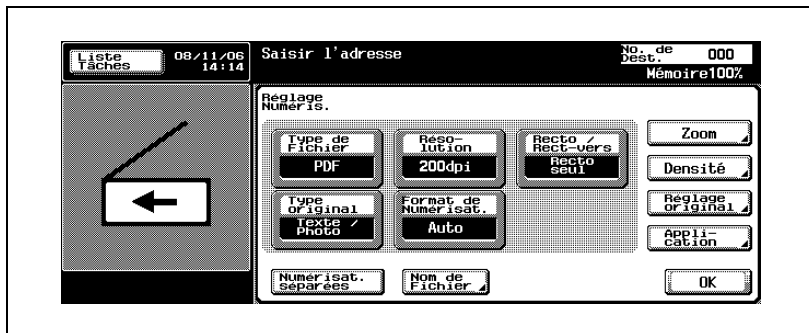 Liste
Tâches
08/11/06
14:14
Saisir l'adresse
No. de
Dest.
000
Mémoire100%
Réglage
Numéris.
Type de
Fichier
PDF
Réso-
lution
200dpi
Recto /
Rect-vers
Recto
seul
Zoom
Densité
Type
original
Texte /
Photo
Format de
Numérisat.
Auto
Réglage
original
Appli-
cation
Numérisat.
séparées
Nom de
Fichier
OK